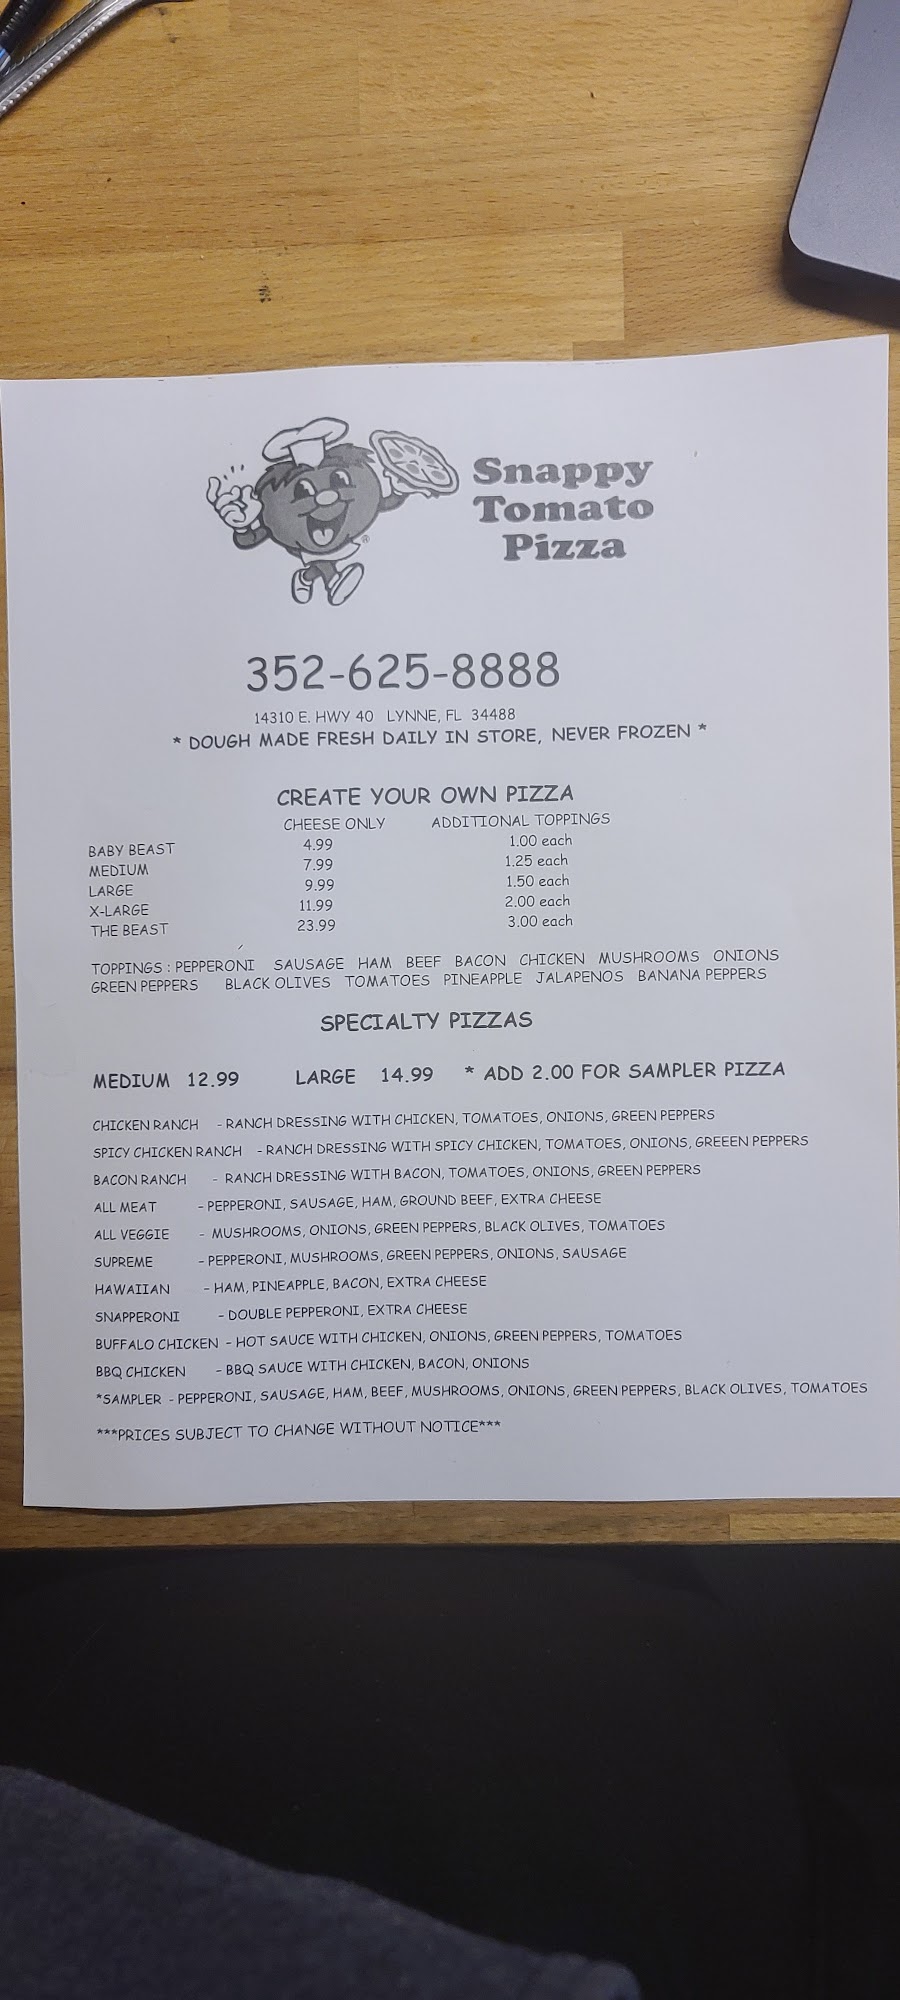 Snappy
Tomato
Pizza
®
352-625-8888
14310 E. HWY 40 LYNNE, FL 34488
* DOUGH MADE FRESH DAILY IN STORE, NEVER FROZEN *
CREATE YOUR OWN PIZZA
CHEESE ONLY ADDITIONAL TOPPINGS
BABY BEAST 4.99 1.00 each
MEDIUM 7.99 1.25 each
LARGE 9.99 1.50 each
X-LARGE 11.99 2.00 each
THE BEAST 23.99 3.00 each
TOPPINGS : PEPPERONI SAUSAGE HAM BEEF BACON CHICKEN MUSHROOMS ONIONS
GREEN PEPPERS BLACK OLIVES TOMATOES PINEAPPLE JALAPENOS BANANA PEPPERS
SPECIALTY PIZZAS
MEDIUM 12.99 LARGE 14.99 * ADD 2.00 FOR SAMPLER PIZZA
CHICKEN RANCH - RANCH DRESSING WITH CHICKEN, TOMATOES, ONIONS, GREEN PEPPERS
SPICY CHICKEN RANCH - RANCH DRESSING WITH SPICY CHICKEN, TOMATOES, ONIONS, GREEEN PEPPERS
BACON RANCH - RANCH DRESSING WITH BACON, TOMATOES, ONIONS, GREEN PEPPERS
ALL MEAT - PEPPERONI, SAUSAGE, HAM, GROUND BEEF, EXTRA CHEESE
ALL VEGGIE - MUSHROOMS, ONIONS, GREEN PEPPERS, BLACK OLIVES, TOMATOES
SUPREME - PEPPERONI, MUSHROOMS, GREEN PEPPERS, ONIONS, SAUSAGE
HAWAIIAN - HAM, PINEAPPLE, BACON, EXTRA CHEESE
SNAPPERONI - DOUBLE PEPPERONI, EXTRA CHEESE
BUFFALO CHICKEN - HOT SAUCE WITH CHICKEN, ONIONS, GREEN PEPPERS, TOMATOES
BBQ CHICKEN - BBQ SAUCE WITH CHICKEN, BACON, ONIONS
*SAMPLER - PEPPERONI, SAUSAGE, HAM, BEEF, MUSHROOMS, ONIONS, GREEN PEPPERS, BLACK OLIVES, TOMATOES
***PRICES SUBJECT TO CHANGE WITHOUT NOTICE***